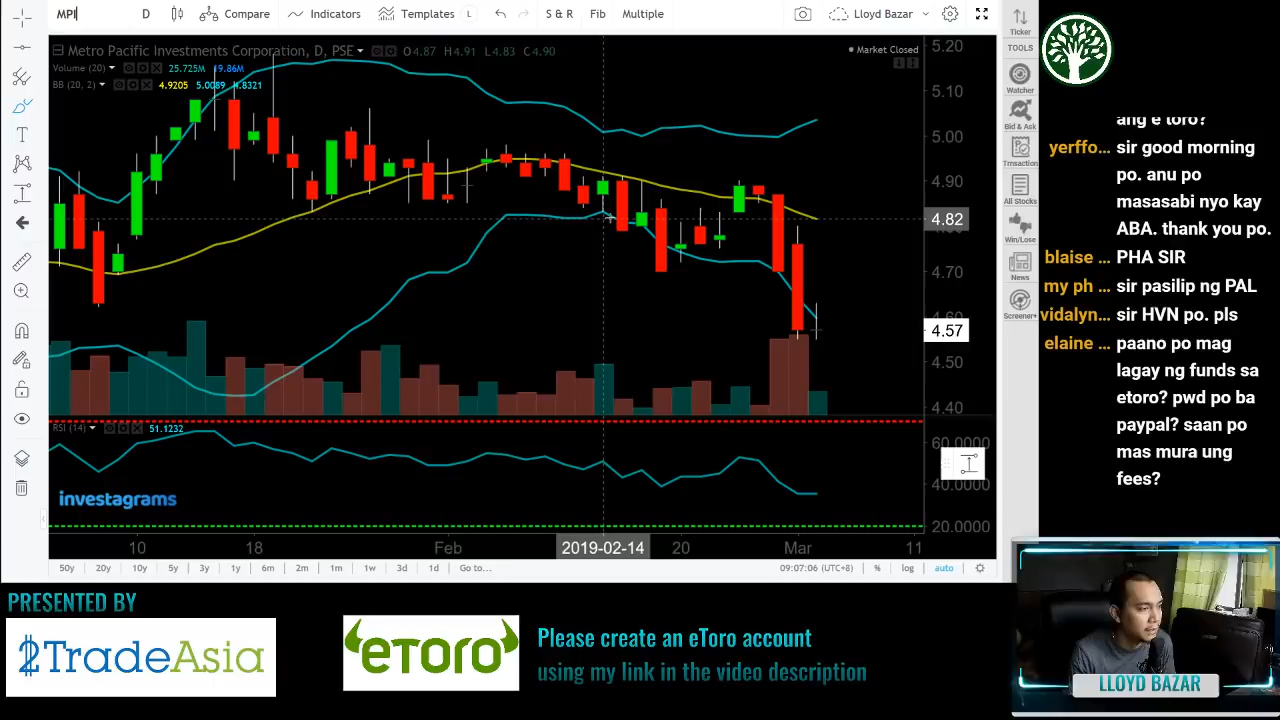 MPI
D
Compare
Indicators
Templates
L
S & R
Fib
Multiple
Lloyd Bazar
Metro Pacific Investments Corporation, D, PSE
O4.87 H4.91 L4.83 C4.90
Market Closed
Volume (20)
25.725M 19.86M
BB (20, 2)
4.9205 5.0089 4.8321
5.20
5.10
5.00
4.90
4.82
4.70
4.57
4.50
4.40
RSI (14)
51.1232
60.0000
40.0000
20.0000
investagrams
10
18
Feb
2019-02-14
20
Mar
11
50y
20y
10y
5y
3y
1y
6m
2m
1m
1w
3d
1d
Go to...
09:07:06 (UTC+8)
%
log
auto
Ticker
TOOLS
Watcher
Bid & Ask
Trnsaction
All Stocks
Win/Lose
News
Screener+
ang e toro?
yerffo... sir good morning
po. anu po
masasabi nyo kay
ABA. thank you po.
blaise ... PHA SIR
my ph ... sir pasilip ng PAL
vidalyn... sir HVN po. pls
elaine ... paano po mag
lagay ng funds sa
etoro? pwd po ba
paypal? saan po
mas mura ung
fees?
PRESENTED BY
2TradeAsia
eToro
Please create an eToro account
using my link in the video description
LLOYD BAZAR